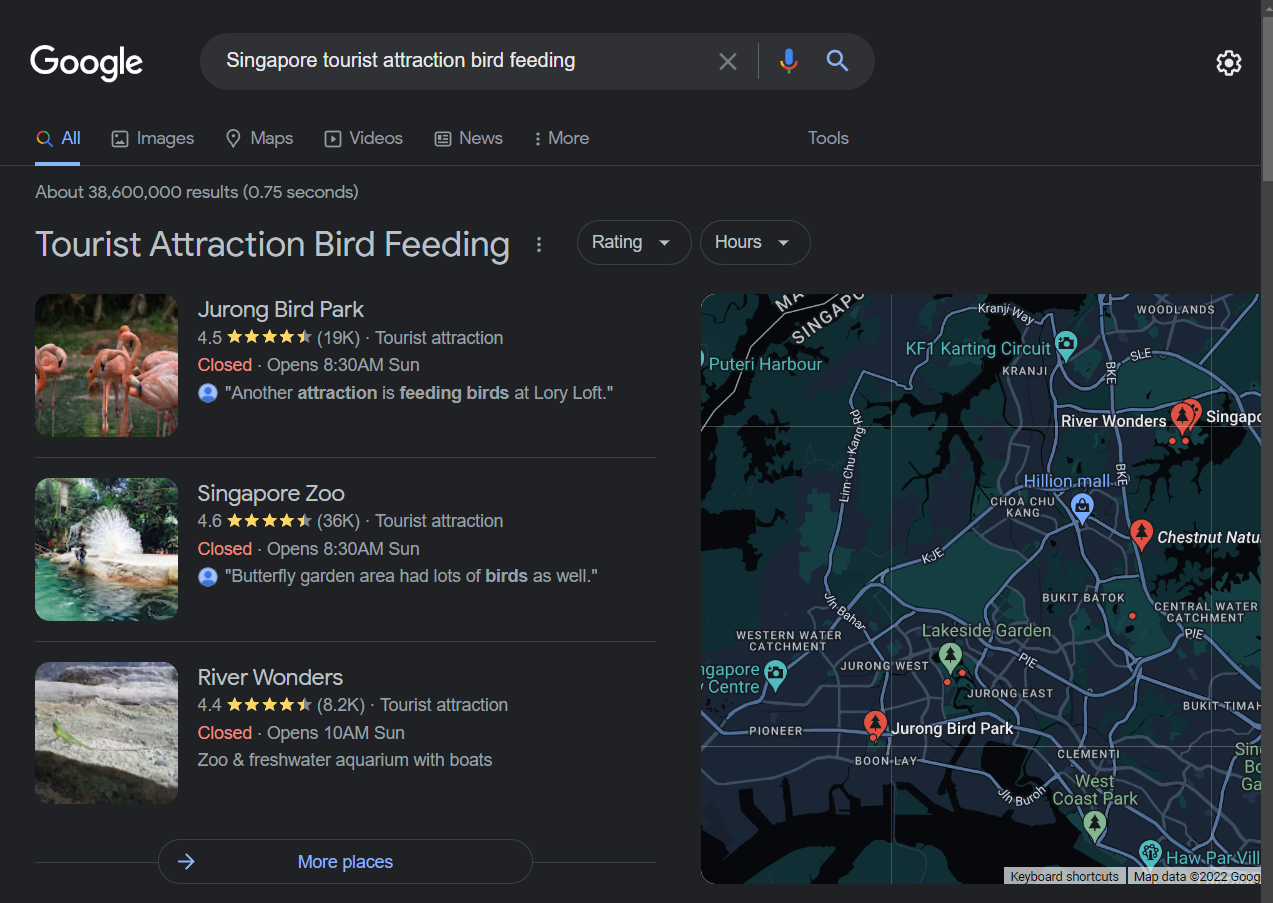 Google
Singapore tourist attraction bird feeding
All
Images
Maps
Videos
News
More
Tools
About 38,600,000 results (0.75 seconds)
Tourist Attraction Bird Feeding
Rating
Hours
Jurong Bird Park
4.5 (19K) · Tourist attraction
Closed · Opens 8:30AM Sun
"Another attraction is feeding birds at Lory Loft."
Singapore Zoo
4.6 (36K) · Tourist attraction
Closed · Opens 8:30AM Sun
"Butterfly garden area had lots of birds as well."
River Wonders
4.4 (8.2K) · Tourist attraction
Closed · Opens 10AM Sun
Zoo & freshwater aquarium with boats
More places
MA
SINGAPO
Kranji Way
WOODLANDS
Puteri Harbour
KF1 Karting Circuit
SLE
KRANJI
BKE
River Wonders
Singapo
Lim Chu Kang Rd
BKE
Hillion mall
CHOA CHU
KANG
Chestnut Natu
KJE
Jln Bahar
BUKIT BATOK
CENTRAL WATER
CATCHMENT
PIE
Lakeside Garden
WESTERN WATER
CATCHMENT
JURONG WEST
PIE
ngapore
y Centre
JURONG EAST
BUKIT TIMAH
PIONEER
Jurong Bird Park
BOON LAY
CLEMENTI
Sin
Bo
Ga
West
Coast Park
Jln Buroh
Haw Par Vill
Keyboard shortcuts
Map data ©2022 Goog